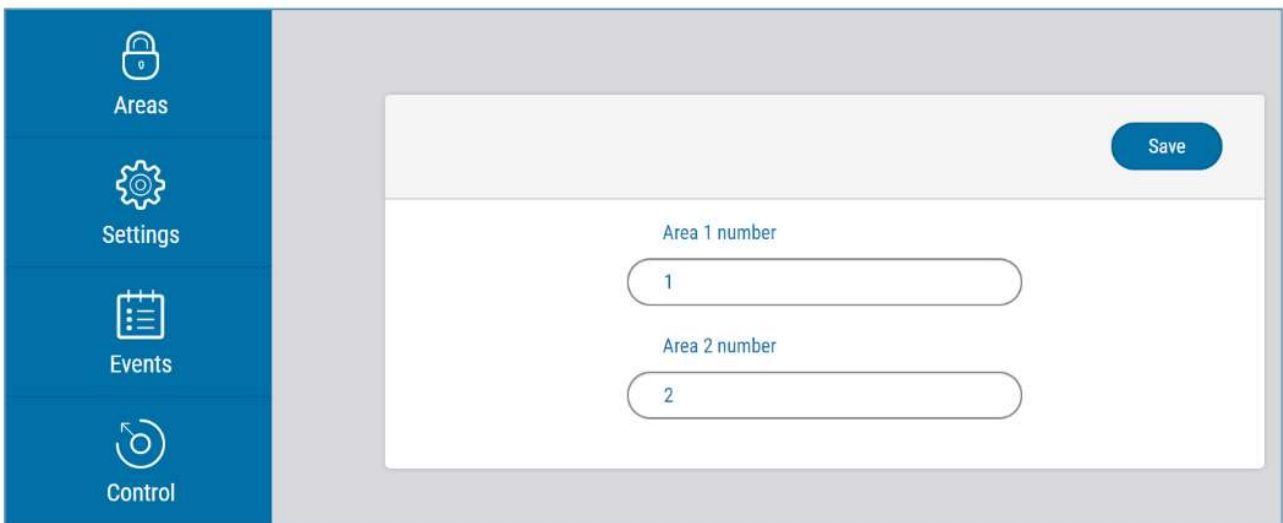 Areas
Settings
Events
Control
Save
Area 1 number
1
Area 2 number
2